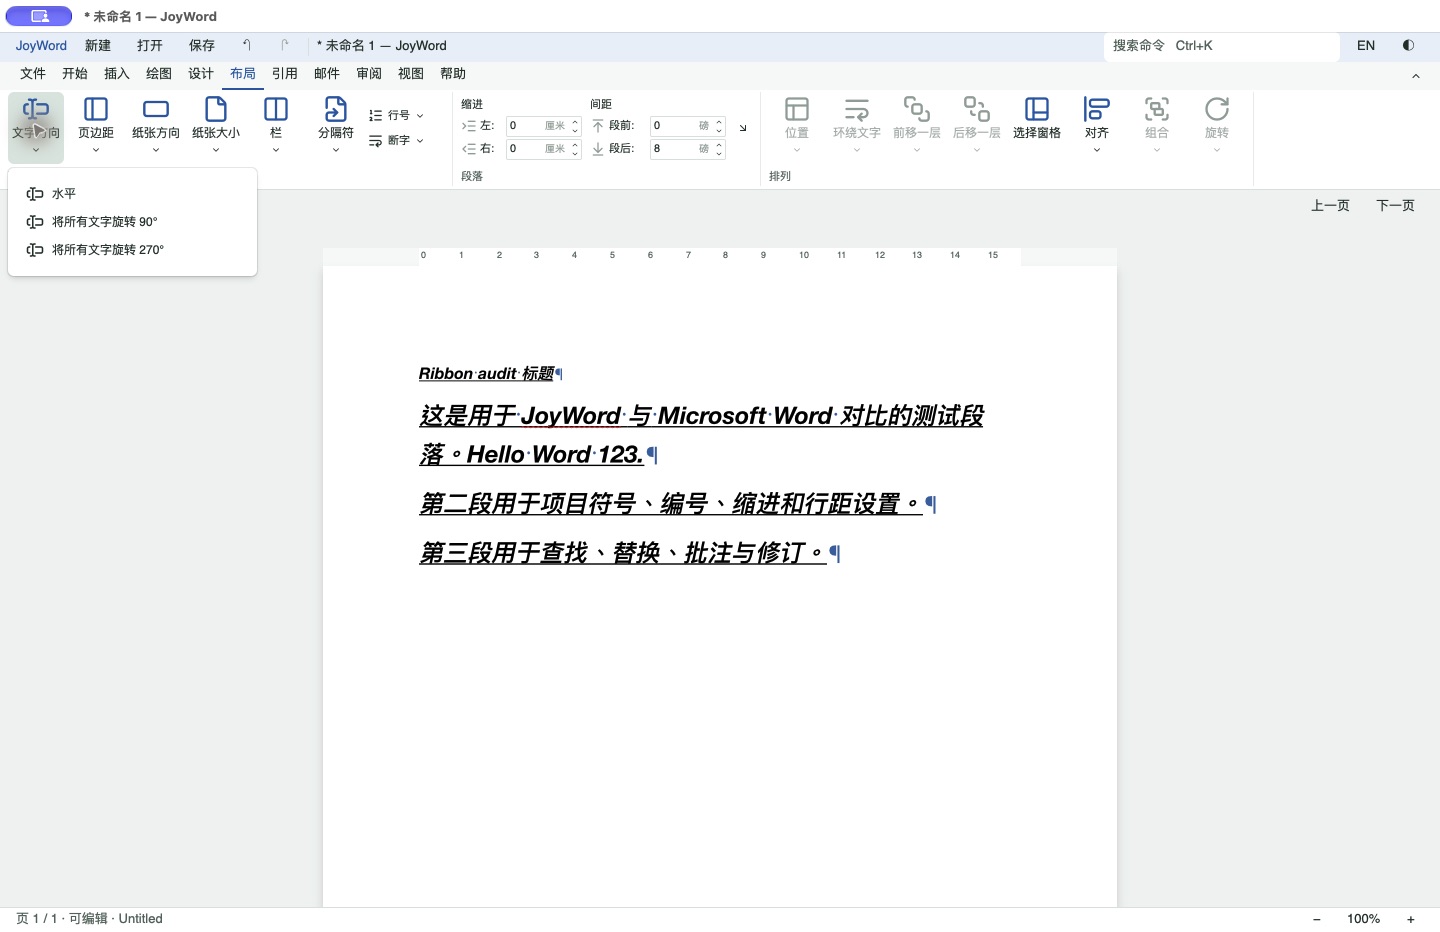 * 未命名 1 — JoyWord
JoyWord 新建 打开 保存 * 未命名 1 — JoyWord 搜索命令 Ctrl+K EN
文件 开始 插入 绘图 设计 布局 引用 邮件 审阅 视图 帮助
文字方向 页边距 纸张方向 纸张大小 栏 分隔符 行号 断字
缩进 间距
左: 0 厘米 段前: 0 磅
右: 0 厘米 段后: 8 磅
段落
位置 环绕文字 前移一层 后移一层 选择窗格 对齐 组合 旋转
排列
水平
将所有文字旋转 90°
将所有文字旋转 270°
上一页 下一页
0 1 2 3 4 5 6 7 8 9 10 11 12 13 14 15
Ribbon·audit·标题¶
这是用于·JoyWord·与·Microsoft·Word·对比的测试段
落。Hello·Word·123.¶
第二段用于项目符号、编号、缩进和行距设置。¶
第三段用于查找、替换、批注与修订。¶
页 1 / 1 · 可编辑 · Untitled − 100% +